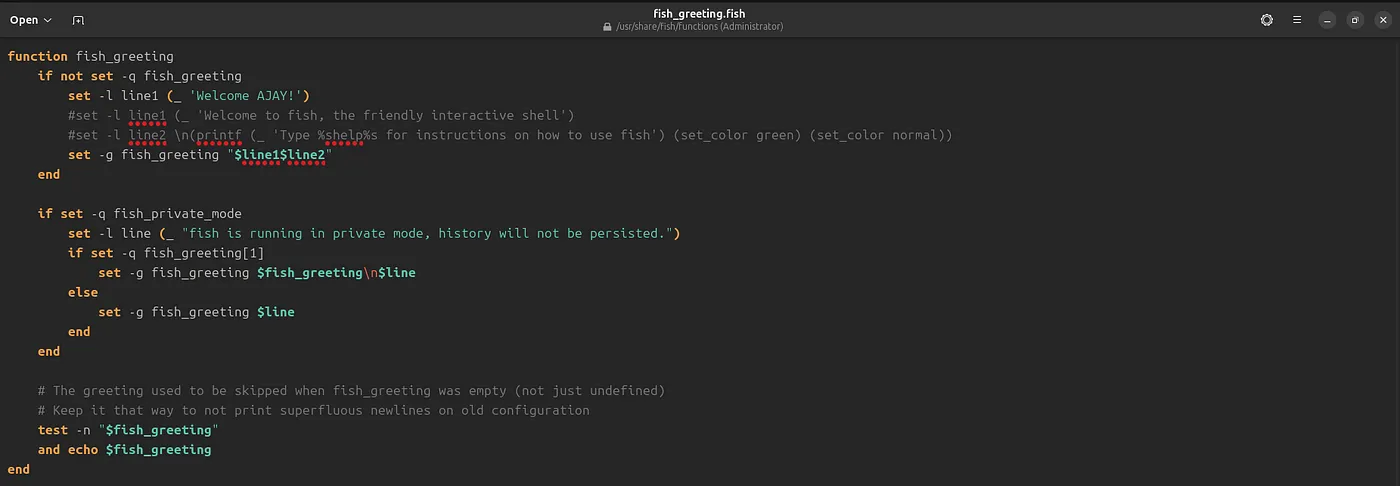 Open
fish_greeting.fish
/usr/share/fish/functions (Administrator)
function fish_greeting
    if not set -q fish_greeting
        set -l line1 (_ 'Welcome AJAY!')
        #set -l line1 (_ 'Welcome to fish, the friendly interactive shell')
        #set -l line2 \n(printf (_ 'Type %shelp%s for instructions on how to use fish') (set_color green) (set_color normal))
        set -g fish_greeting "$line1$line2"
    end

    if set -q fish_private_mode
        set -l line (_ "fish is running in private mode, history will not be persisted.")
        if set -q fish_greeting[1]
            set -g fish_greeting $fish_greeting\n$line
        else
            set -g fish_greeting $line
        end
    end

    # The greeting used to be skipped when fish_greeting was empty (not just undefined)
    # Keep it that way to not print superfluous newlines on old configuration
    test -n "$fish_greeting"
    and echo $fish_greeting
end